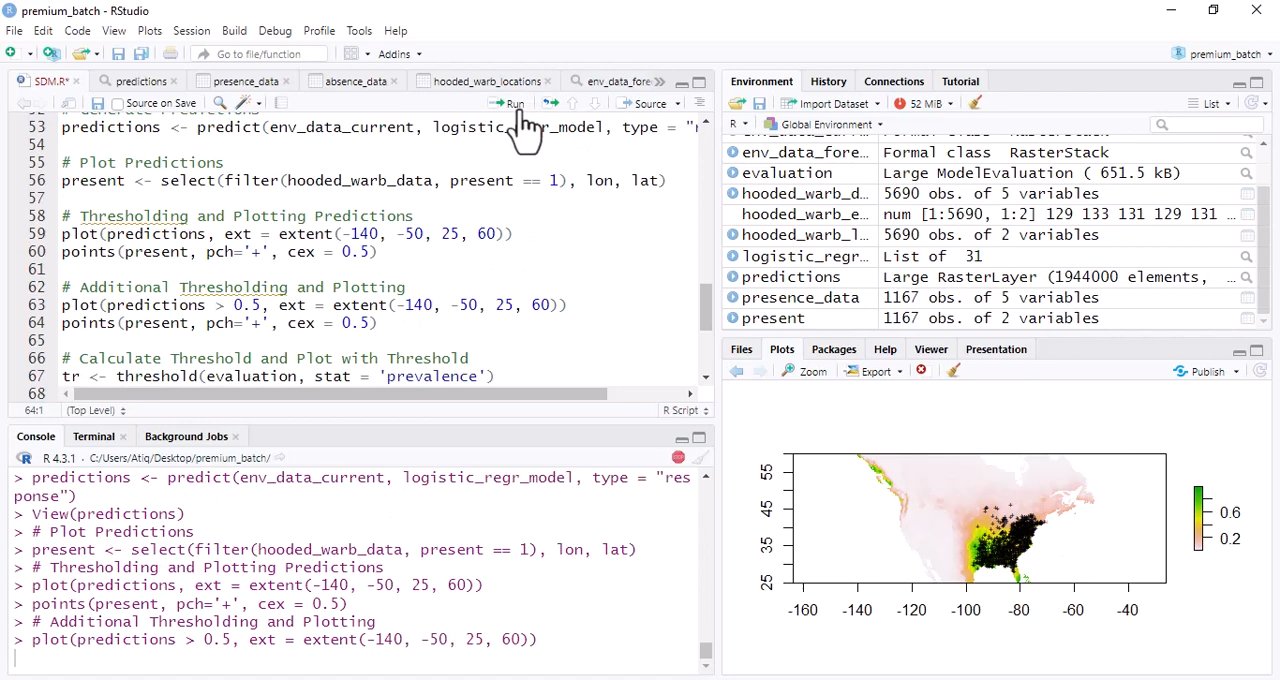 premium_batch - RStudio
File Edit Code View Plots Session Build Debug Profile Tools Help
Go to file/function Addins premium_batch
SDM.R* predictions presence_data absence_data hooded_warb_locations env_data_fore
Source on Save Run Source
53 predictions <- predict(env_data_current, logistic_ r_model, type = "r
54
55 # Plot Predictions
56 present <- select(filter(hooded_warb_data, present == 1), lon, lat)
57
58 # Thresholding and Plotting Predictions
59 plot(predictions, ext = extent(-140, -50, 25, 60))
60 points(present, pch='+', cex = 0.5)
61
62 # Additional Thresholding and Plotting
63 plot(predictions > 0.5, ext = extent(-140, -50, 25, 60))
64 points(present, pch='+', cex = 0.5)
65
66 # Calculate Threshold and Plot with Threshold
67 tr <- threshold(evaluation, stat = 'prevalence')
68
64:1 (Top Level) R Script
Console Terminal Background Jobs
R 4.3.1 · C:/Users/Atiq/Desktop/premium_batch/
> predictions <- predict(env_data_current, logistic_regr_model, type = "res
ponse")
> View(predictions)
> # Plot Predictions
> present <- select(filter(hooded_warb_data, present == 1), lon, lat)
> # Thresholding and Plotting Predictions
> plot(predictions, ext = extent(-140, -50, 25, 60))
> points(present, pch='+', cex = 0.5)
> # Additional Thresholding and Plotting
> plot(predictions > 0.5, ext = extent(-140, -50, 25, 60))
Environment History Connections Tutorial
Import Dataset 52 MiB List
R Global Environment
env_data_fore... Formal class RasterStack
evaluation Large ModelEvaluation ( 651.5 kB)
hooded_warb_d... 5690 obs. of 5 variables
hooded_warb_e... num [1:5690, 1:2] 129 133 131 129 131 ...
hooded_warb_l... 5690 obs. of 2 variables
logistic_regr... List of 31
predictions Large RasterLayer (1944000 elements, ...
presence_data 1167 obs. of 5 variables
present 1167 obs. of 2 variables
Files Plots Packages Help Viewer Presentation
Zoom Export Publish
55
45
35
25
-160 -140 -120 -100 -80 -60 -40
0.6
0.2